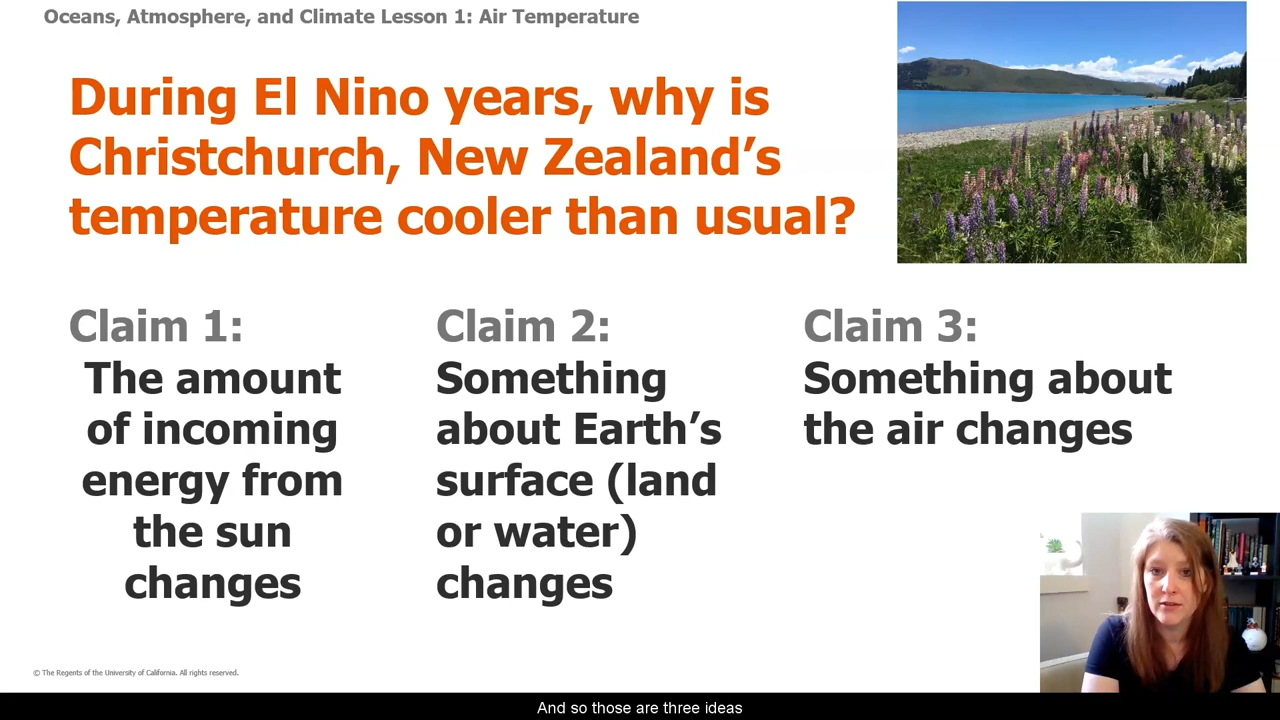 Oceans, Atmosphere, and Climate Lesson 1: Air Temperature
During El Nino years, why is
Christchurch, New Zealand’s
temperature cooler than usual?
Claim 1:
The amount
of incoming
energy from
the sun
changes
Claim 2:
Something
about Earth’s
surface (land
or water)
changes
Claim 3:
Something about
the air changes
© The Regents of the University of California. All rights reserved.
And so those are three ideas